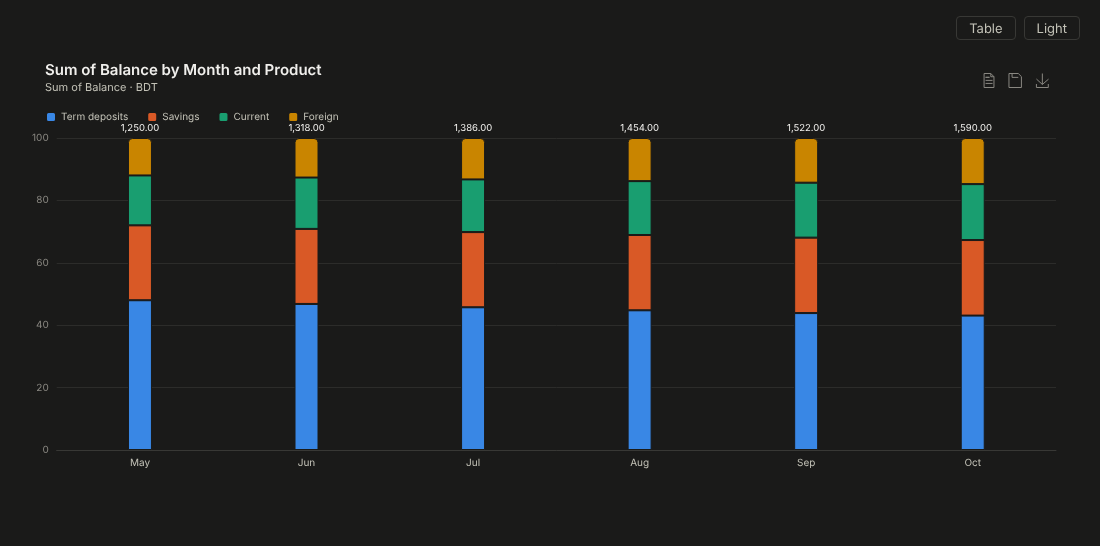 Table Light
Sum of Balance by Month and Product
Sum of Balance · BDT
Term deposits Savings Current Foreign
1,250.00 1,318.00 1,386.00 1,454.00 1,522.00 1,590.00
100
80
60
40
20
0
May Jun Jul Aug Sep Oct